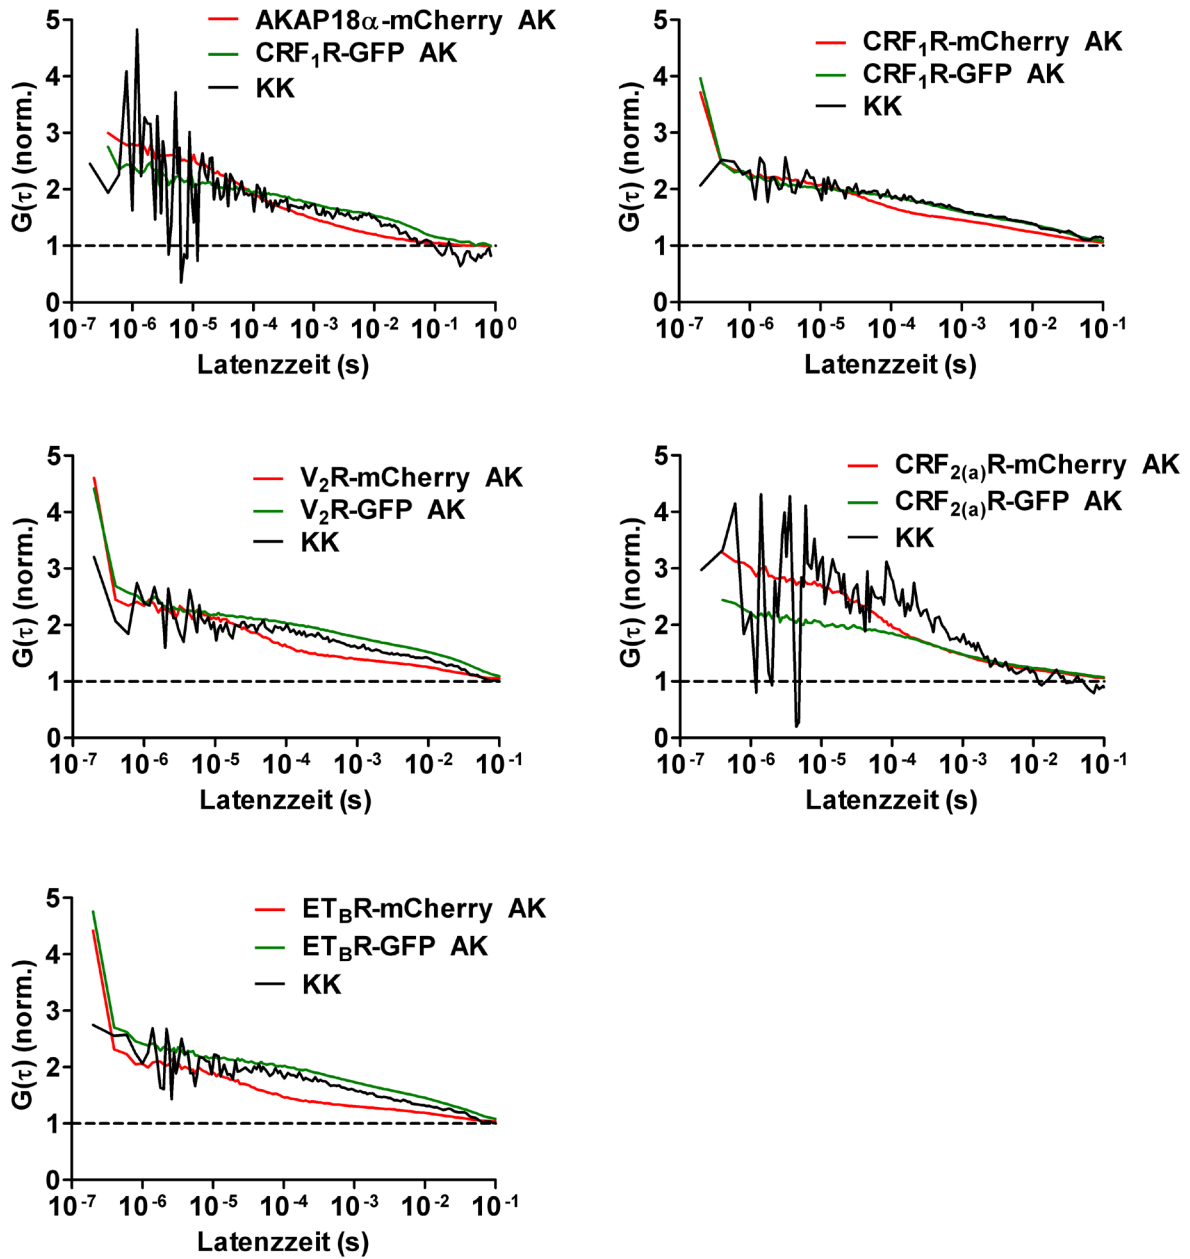 AKAP18α-mCherry AK
CRF₁R-GFP AK
KK
G(τ) (norm.)
5
4
3
2
1
0
10⁻⁷ 10⁻⁶ 10⁻⁵ 10⁻⁴ 10⁻³ 10⁻² 10⁻¹ 10⁰
Latenzzeit (s)
CRF₁R-mCherry AK
CRF₁R-GFP AK
KK
G(τ) (norm.)
5
4
3
2
1
0
10⁻⁷ 10⁻⁶ 10⁻⁵ 10⁻⁴ 10⁻³ 10⁻² 10⁻¹
Latenzzeit (s)
V₂R-mCherry AK
V₂R-GFP AK
KK
G(τ) (norm.)
5
4
3
2
1
0
10⁻⁷ 10⁻⁶ 10⁻⁵ 10⁻⁴ 10⁻³ 10⁻² 10⁻¹
Latenzzeit (s)
CRF₂₍ₐ₎R-mCherry AK
CRF₂₍ₐ₎R-GFP AK
KK
G(τ) (norm.)
5
4
3
2
1
0
10⁻⁷ 10⁻⁶ 10⁻⁵ 10⁻⁴ 10⁻³ 10⁻² 10⁻¹
Latenzzeit (s)
ET_BR-mCherry AK
ET_BR-GFP AK
KK
G(τ) (norm.)
5
4
3
2
1
0
10⁻⁷ 10⁻⁶ 10⁻⁵ 10⁻⁴ 10⁻³ 10⁻² 10⁻¹
Latenzzeit (s)